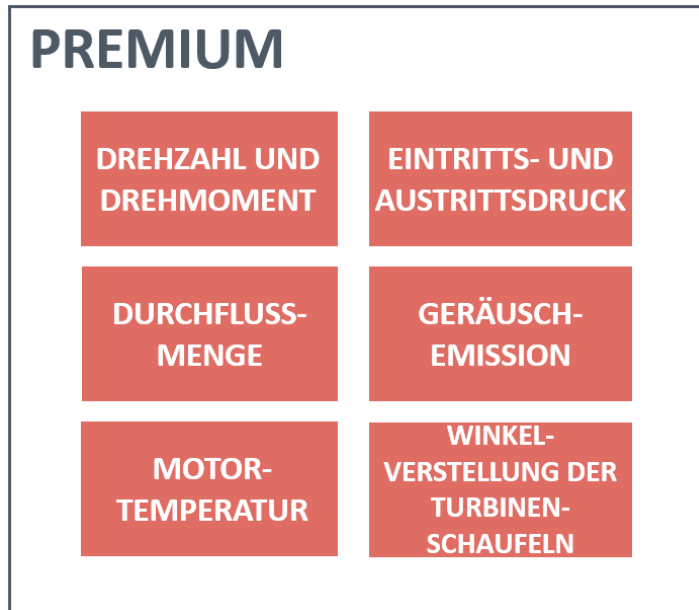 PREMIUM
DREHZAHL UND
DREHMOMENT
EINTRITTS- UND
AUSTRITTSDRUCK
DURCHFLUSS-
MENGE
GERÄUSCH-
EMISSION
MOTOR-
TEMPERATUR
WINKEL-
VERSTELLUNG DER
TURBINEN-
SCHAUFELN